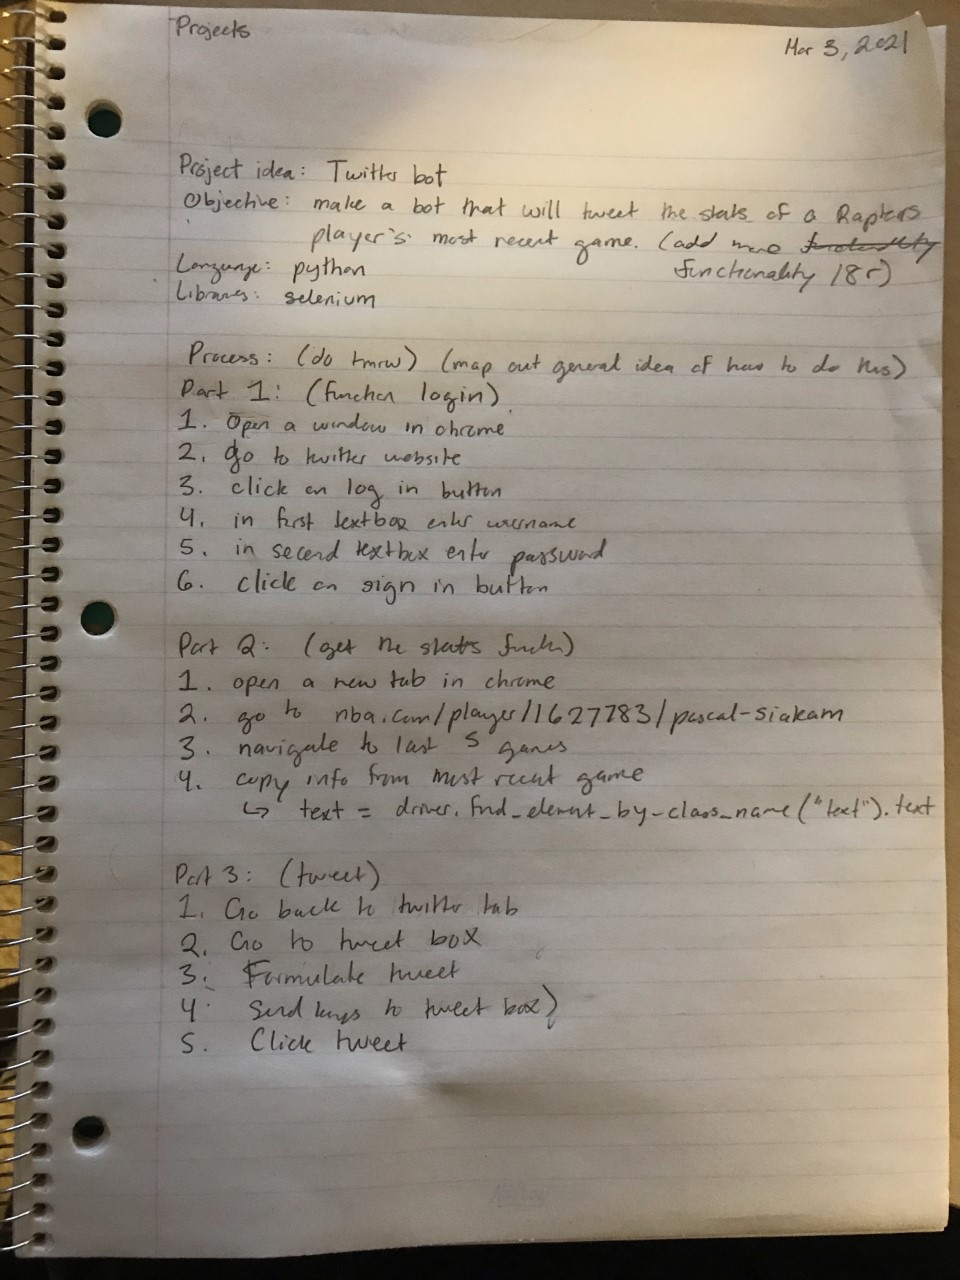 Projects
Mar 3, 2021
Project idea: Twitter bot
Objective: make a bot that will tweet the stats of a Raptors
player's most recent game. (add more functionality
functionality l8r)
Language: python
Libraries: selenium
Process: (do tmrw) (map out general idea of how to do this)
Part 1: (function login)
1. Open a window in chrome
2. go to twitter website
3. click on log in button
4. in first textbox enter username
5. in second textbox enter password
6. click on sign in button
Part 2: (get the stats func)
1. open a new tab in chrome
2. go to nba.com/player/1627783/pascal-siakam
3. navigate to last 5 games
4. copy info from most recent game
↳ text = driver.find_element_by_class_name("text").text
Part 3: (tweet)
1. Go back to twitter tab
2. Go to tweet box
3. Formulate tweet
4. Send keys to tweet box)
5. Click tweet